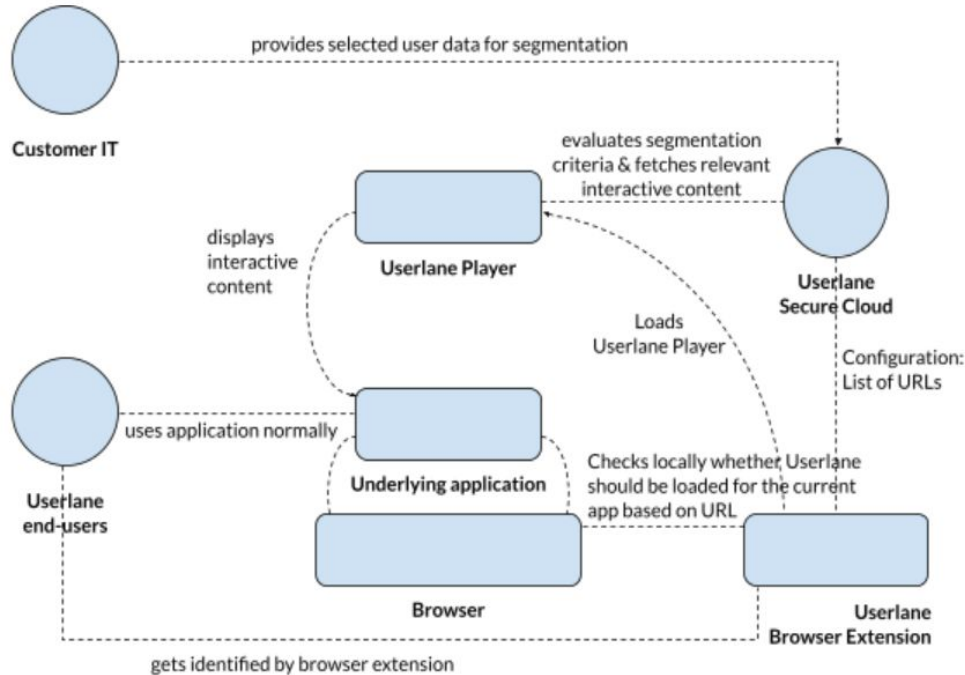 provides selected user data for segmentation
Customer IT
evaluates segmentation
criteria & fetches relevant
interactive content
displays
interactive
content
Userlane Player
Userlane
Secure Cloud
Loads
Userlane Player
Configuration:
List of URLs
uses application normally
Userlane
end-users
Underlying application
Checks locally whether Userlane
should be loaded for the current
app based on URL
Browser
Userlane
Browser Extension
gets identified by browser extension